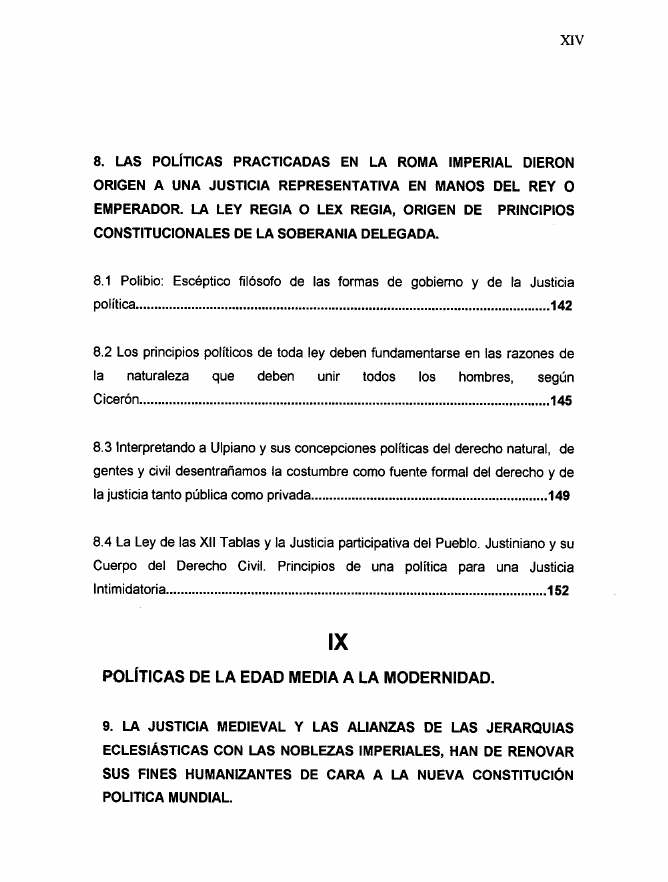 XIV
8. LAS POLÍTICAS PRACTICADAS EN LA ROMA IMPERIAL DIERON
ORIGEN A UNA JUSTICIA REPRESENTATIVA EN MANOS DEL REY O
EMPERADOR. LA LEY REGIA O LEX REGIA, ORIGEN DE PRINCIPIOS
CONSTITUCIONALES DE LA SOBERANIA DELEGADA.
8.1 Polibio: Escéptico filósofo de las formas de gobierno y de la Justicia
política.................................................................................................................142
8.2 Los principios políticos de toda ley deben fundamentarse en las razones de
la naturaleza que deben unir todos los hombres, según
Cicerón................................................................................................................145
8.3 Interpretando a Ulpiano y sus concepciones políticas del derecho natural, de
gentes y civil desentrañamos la costumbre como fuente formal del derecho y de
la justicia tanto pública como privada................................................................149
8.4 La Ley de las XII Tablas y la Justicia participativa del Pueblo. Justiniano y su
Cuerpo del Derecho Civil. Principios de una política para una Justicia
Intimidatoria.......................................................................................................152
IX
POLÍTICAS DE LA EDAD MEDIA A LA MODERNIDAD.
9. LA JUSTICIA MEDIEVAL Y LAS ALIANZAS DE LAS JERARQUIAS
ECLESIÁSTICAS CON LAS NOBLEZAS IMPERIALES, HAN DE RENOVAR
SUS FINES HUMANIZANTES DE CARA A LA NUEVA CONSTITUCIÓN
POLITICA MUNDIAL.